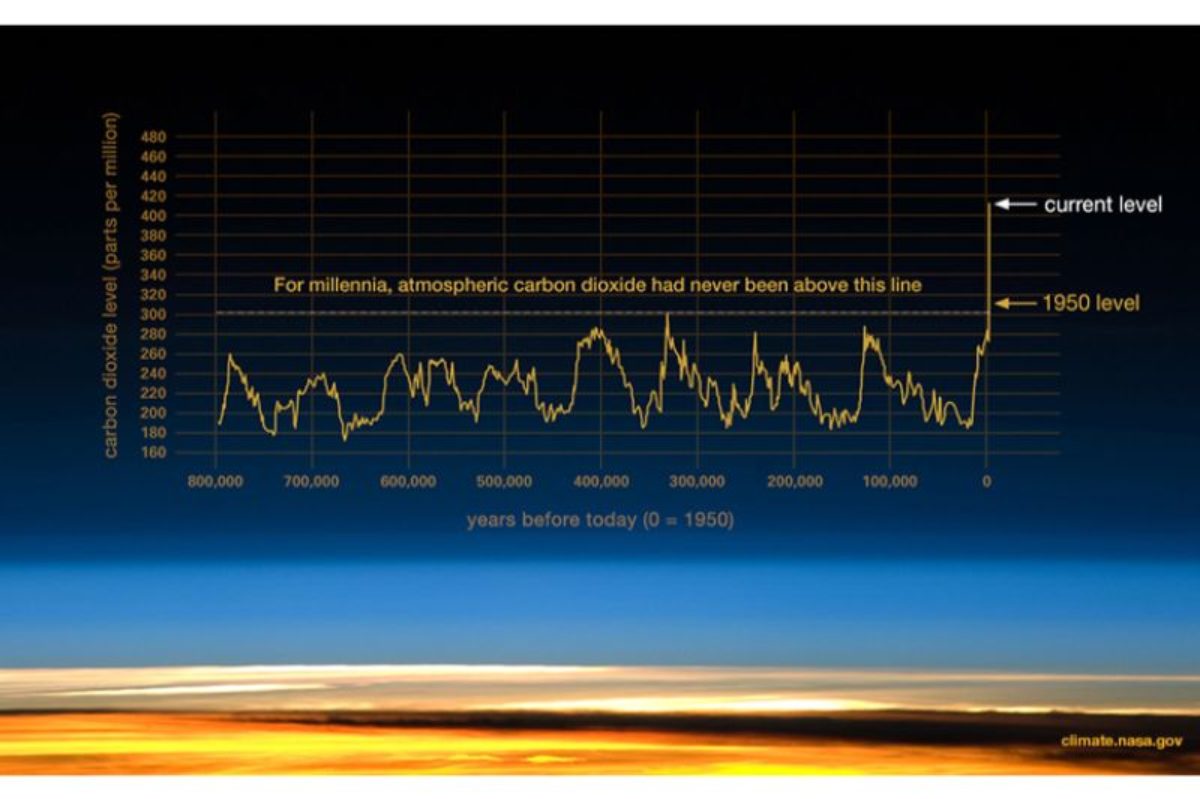 carbon dioxide level (parts per million)
480
460
440
420
400
380
360
340
320
300
280
260
240
220
200
180
160
current level
For millennia, atmospheric carbon dioxide had never been above this line
1950 level
800,000 700,000 600,000 500,000 400,000 300,000 200,000 100,000 0
years before today (0 = 1950)
climate.nasa.gov